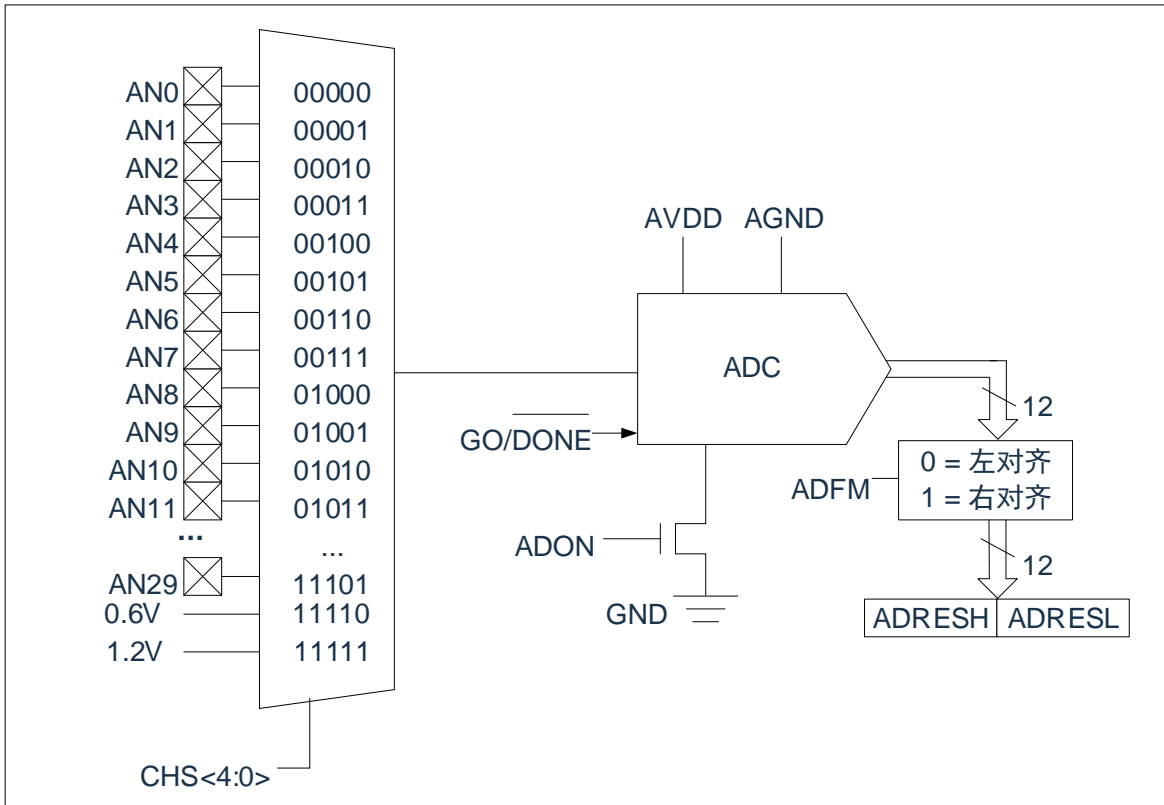 AN0 00000
AN1 00001
AN2 00010
AN3 00011
AN4 00100
AN5 00101
AN6 00110
AN7 00111
AN8 01000
AN9 01001
AN10 01010
AN11 01011
... ...
AN29 11101
0.6V 11110
1.2V 11111
CHS<4:0>
AVDD AGND
ADC
GO/DONE
12
ADFM
0 = 左对齐
1 = 右对齐
ADON
12
GND
ADRESH ADRESL